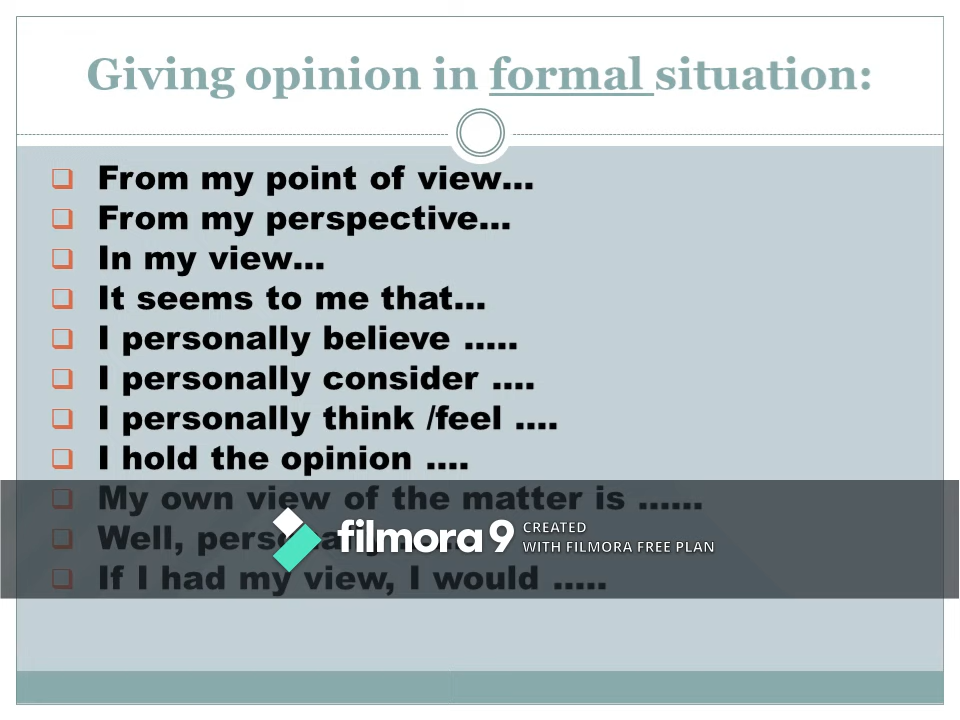 Giving opinion in formal situation:
From my point of view...
From my perspective...
In my view...
It seems to me that...
I personally believe .....
I personally consider ....
I personally think /feel ....
I hold the opinion ....
My own view of the matter is ......
Well,
If I had my view, I would .....
filmora 9
CREATED
WITH FILMORA FREE PLAN